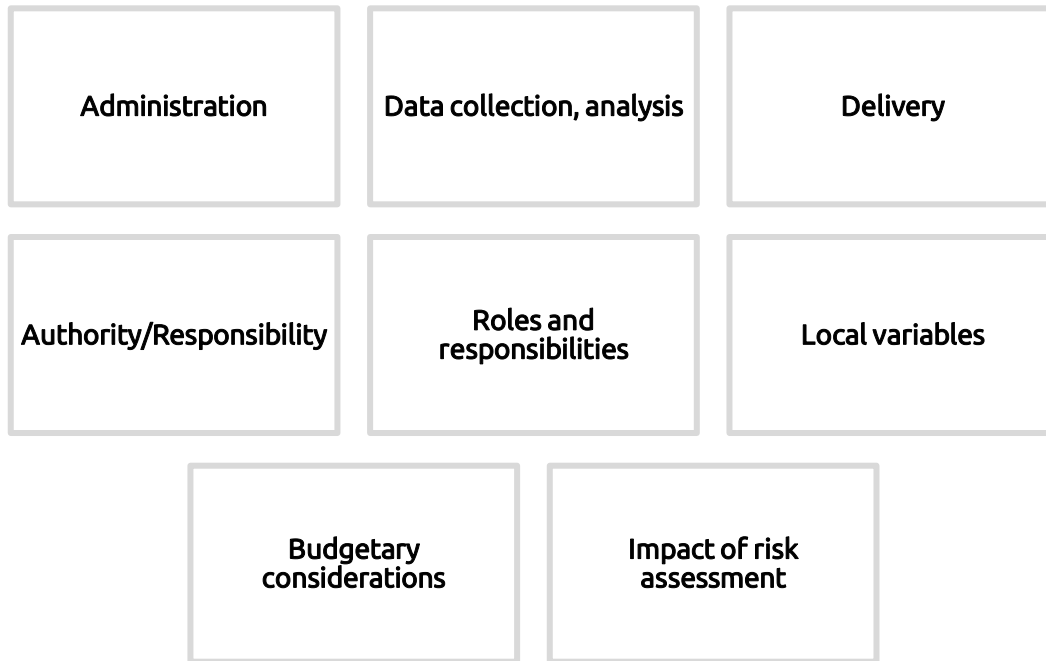 Administration
Data collection, analysis
Delivery
Authority/Responsibility
Roles and
responsibilities
Local variables
Budgetary
considerations
Impact of risk
assessment